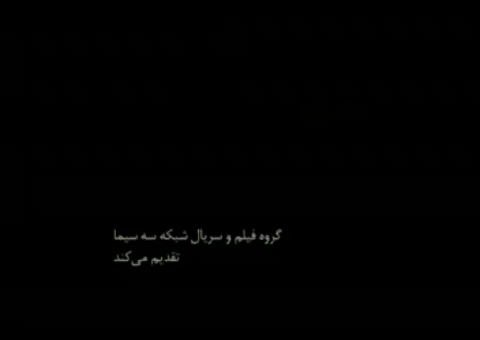 گروه فیلم و سریال شبکه سه سیما
تقدیم می‌کند